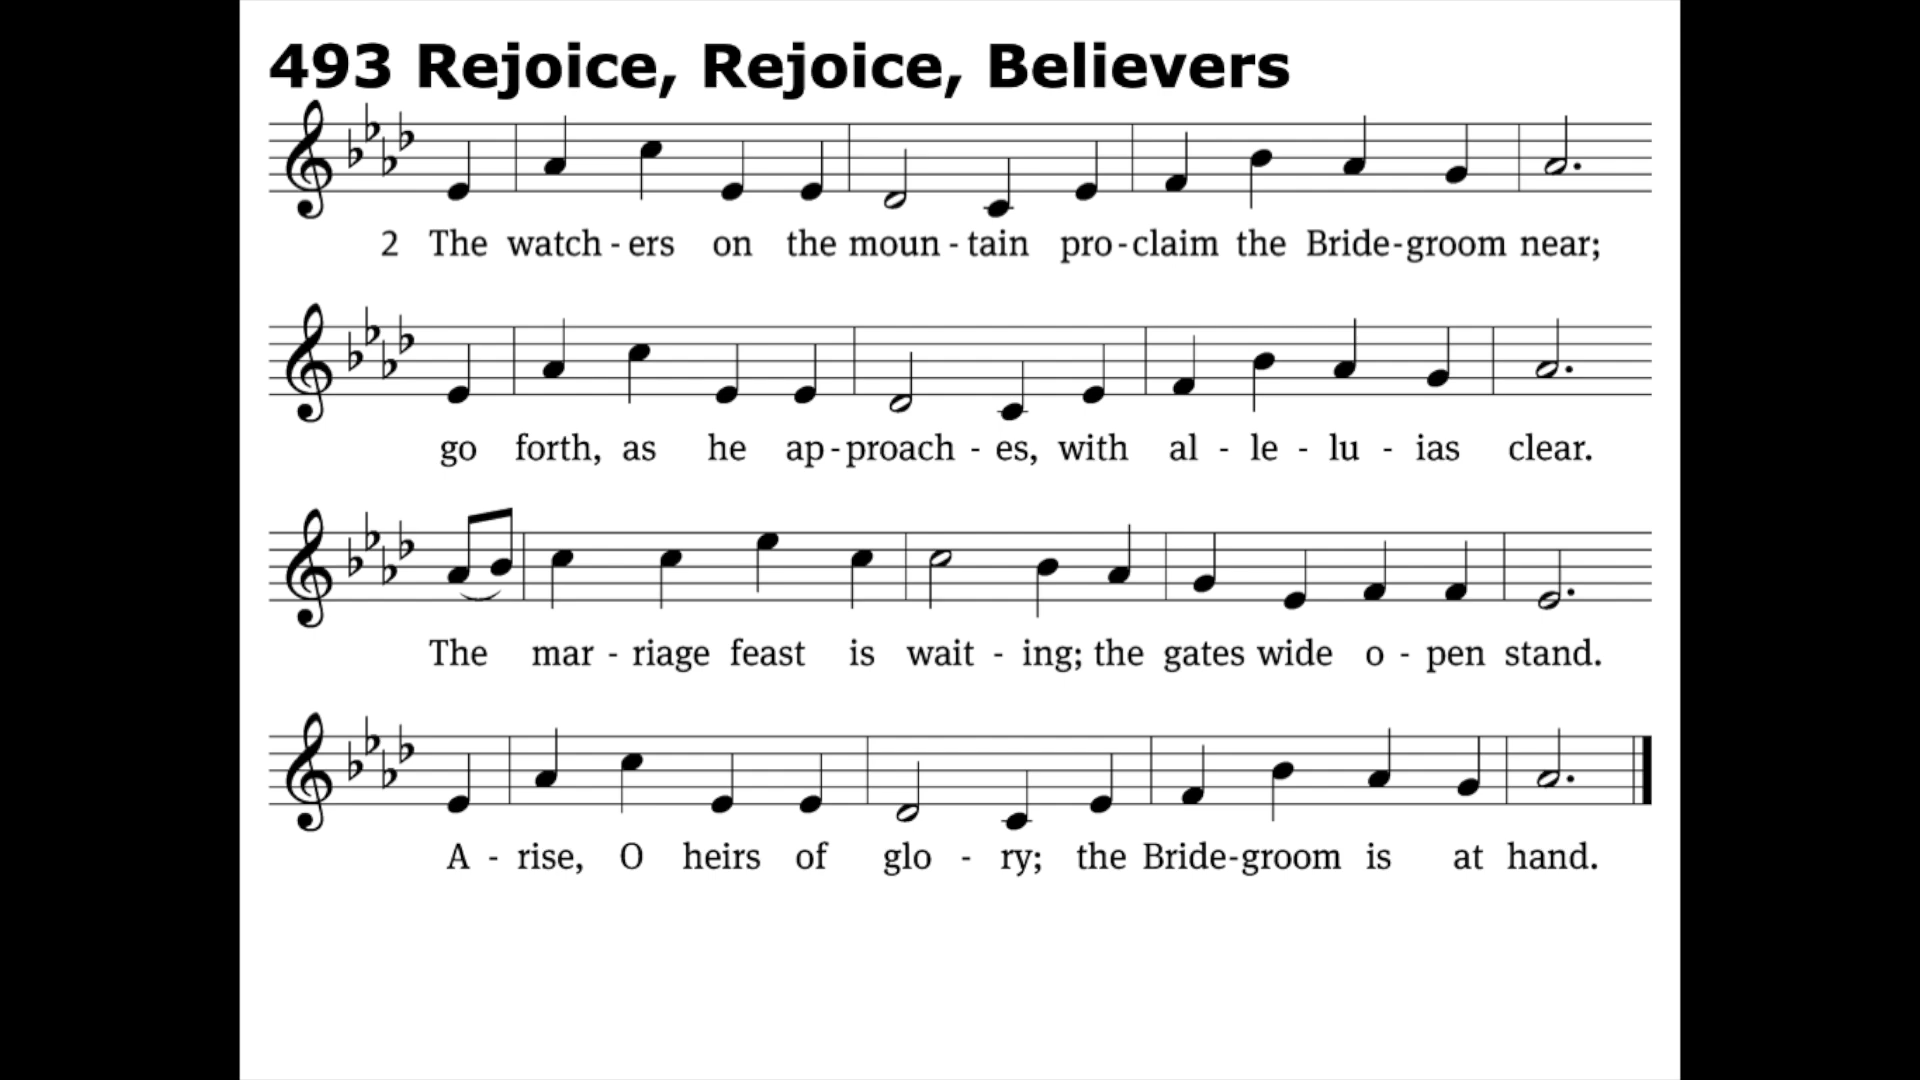 493 Rejoice, Rejoice, Believers
2 The watch - ers on the moun - tain pro - claim the Bride - groom near;
go forth, as he ap - proach - es, with al - le - lu - ias clear.
The mar - riage feast is wait - ing; the gates wide o - pen stand.
A - rise, O heirs of glo - ry; the Bride - groom is at hand.